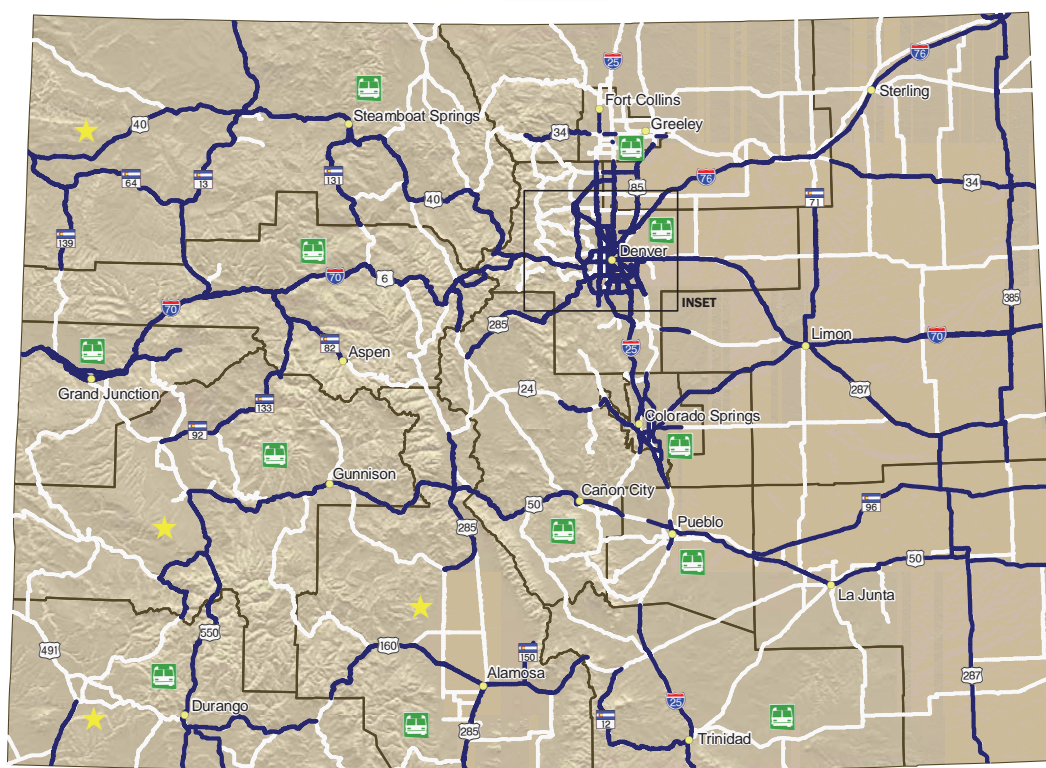 76
25
Fort Collins
Sterling
Steamboat Springs
40
34
Greeley
64
13
131
76
34
85
71
40
139
Denver
70
6
385
INSET
70
285
25
Limon
70
82
Aspen
Grand Junction
24
287
133
Colorado Springs
92
Gunnison
Cañon City
50
96
285
Pueblo
50
La Junta
550
491
160
150
Alamosa
287
Durango
25
12
285
Trinidad